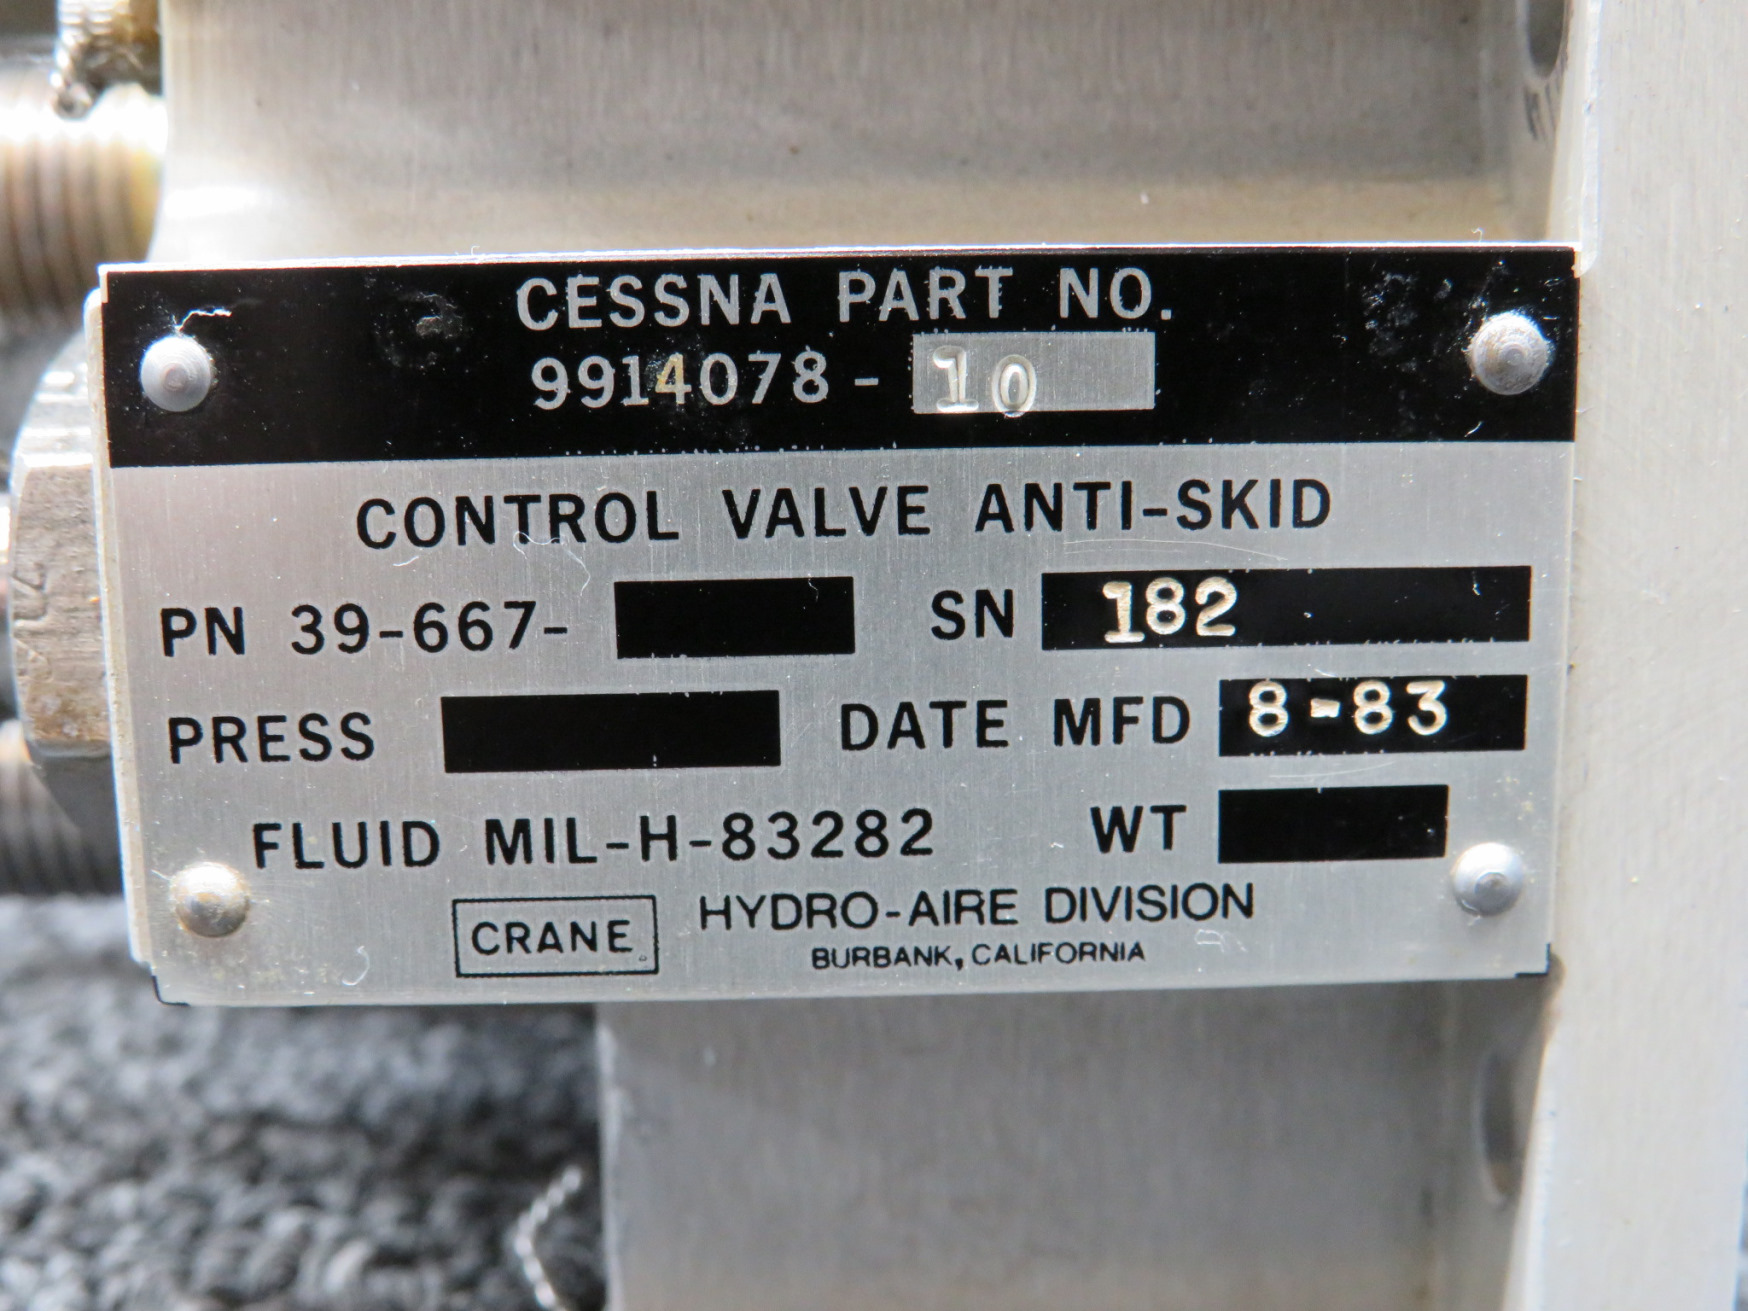 CESSNA PART NO.
9914078-10
CONTROL VALVE ANTI-SKID
PN 39-667- SN 182
PRESS DATE MFD 8-83
FLUID MIL-H-83282 WT
CRANE HYDRO-AIRE DIVISION
BURBANK, CALIFORNIA